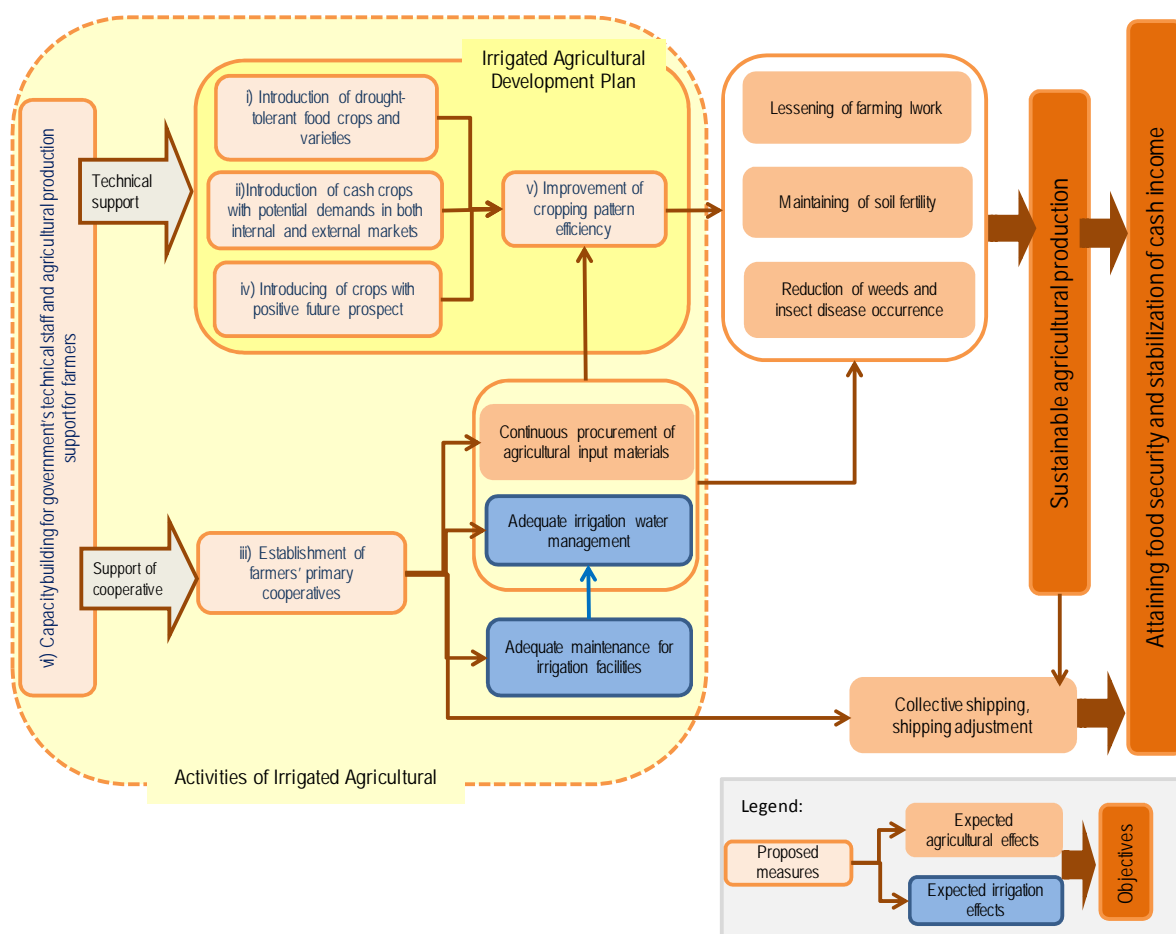 Irrigated Agricultural
Development Plan
i) Introduction of drought-
tolerant food crops and
varieties
ii)Introduction of cash crops
with potential demands in both
internal and external markets
iv) Introducing of crops with
positive future prospect
v) Improvement of
cropping pattern
efficiency
vi) Capacitybuilding for government's technical staff and agricultural production
support for farmers
Technical
support
Support of
cooperative
iii) Establishment of
farmers' primary
cooperatives
Continuous procurement of
agricultural input materials
Adequate irrigation water
management
Adequate maintenance for
irrigation facilities
Activities of Irrigated Agricultural
Lessening of farming lwork
Maintaining of soil fertility
Reduction of weeds and
insect disease occurrence
Sustainable agricultural production
Attaining food security and stabilization of cash income
Collective shipping,
shipping adjustment
Legend:
Proposed
measures
Expected
agricultural effects
Expected irrigation
effects
Objectives